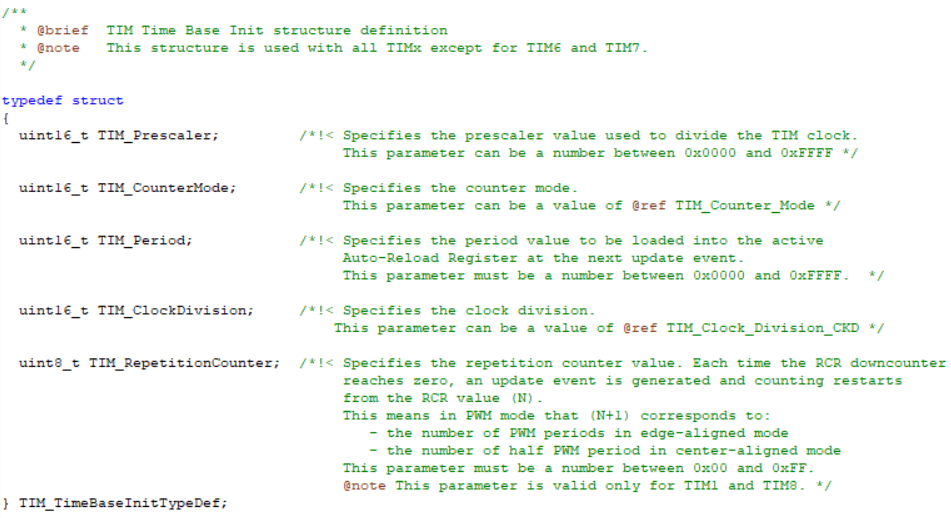 /**
  * @brief  TIM Time Base Init structure definition
  * @note   This structure is used with all TIMx except for TIM6 and TIM7.
  */
typedef struct
{
  uint16_t TIM_Prescaler;         /*!< Specifies the prescaler value used to divide the TIM clock.
                                       This parameter can be a number between 0x0000 and 0xFFFF */
  uint16_t TIM_CounterMode;       /*!< Specifies the counter mode.
                                       This parameter can be a value of @ref TIM_Counter_Mode */
  uint16_t TIM_Period;            /*!< Specifies the period value to be loaded into the active
                                       Auto-Reload Register at the next update event.
                                       This parameter must be a number between 0x0000 and 0xFFFF.  */
  uint16_t TIM_ClockDivision;     /*!< Specifies the clock division.
                                      This parameter can be a value of @ref TIM_Clock_Division_CKD */
  uint8_t TIM_RepetitionCounter;  /*!< Specifies the repetition counter value. Each time the RCR downcounter
                                       reaches zero, an update event is generated and counting restarts
                                       from the RCR value (N).
                                       This means in PWM mode that (N+1) corresponds to:
                                          - the number of PWM periods in edge-aligned mode
                                          - the number of half PWM period in center-aligned mode
                                       This parameter must be a number between 0x00 and 0xFF.
                                       @note This parameter is valid only for TIM1 and TIM8. */
} TIM_TimeBaseInitTypeDef;